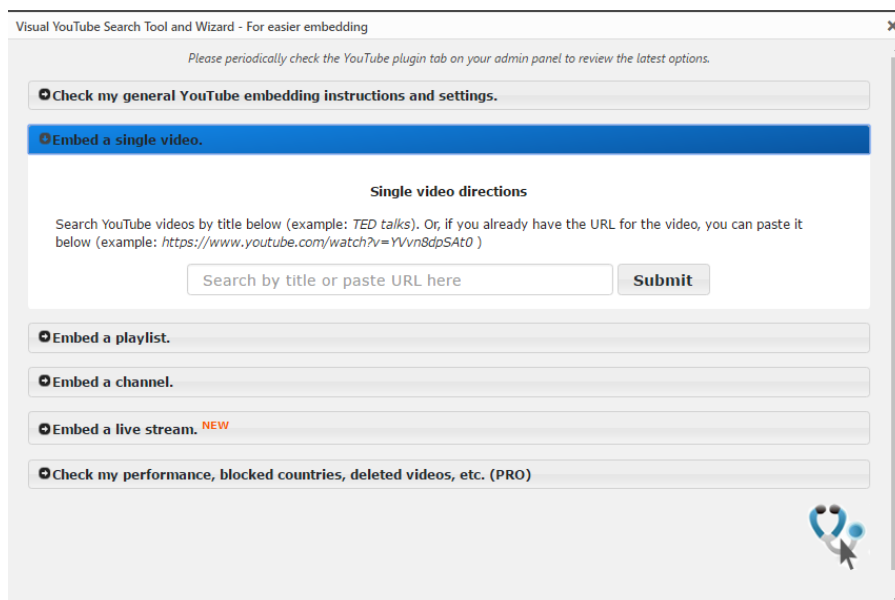 Visual YouTube Search Tool and Wizard - For easier embedding
Please periodically check the YouTube plugin tab on your admin panel to review the latest options.
Check my general YouTube embedding instructions and settings.
Embed a single video.
Single video directions
Search YouTube videos by title below (example: TED talks). Or, if you already have the URL for the video, you can paste it
below (example: https://www.youtube.com/watch?v=YVvn8dpSAt0 )
Search by title or paste URL here Submit
Embed a playlist.
Embed a channel.
Embed a live stream. NEW
Check my performance, blocked countries, deleted videos, etc. (PRO)